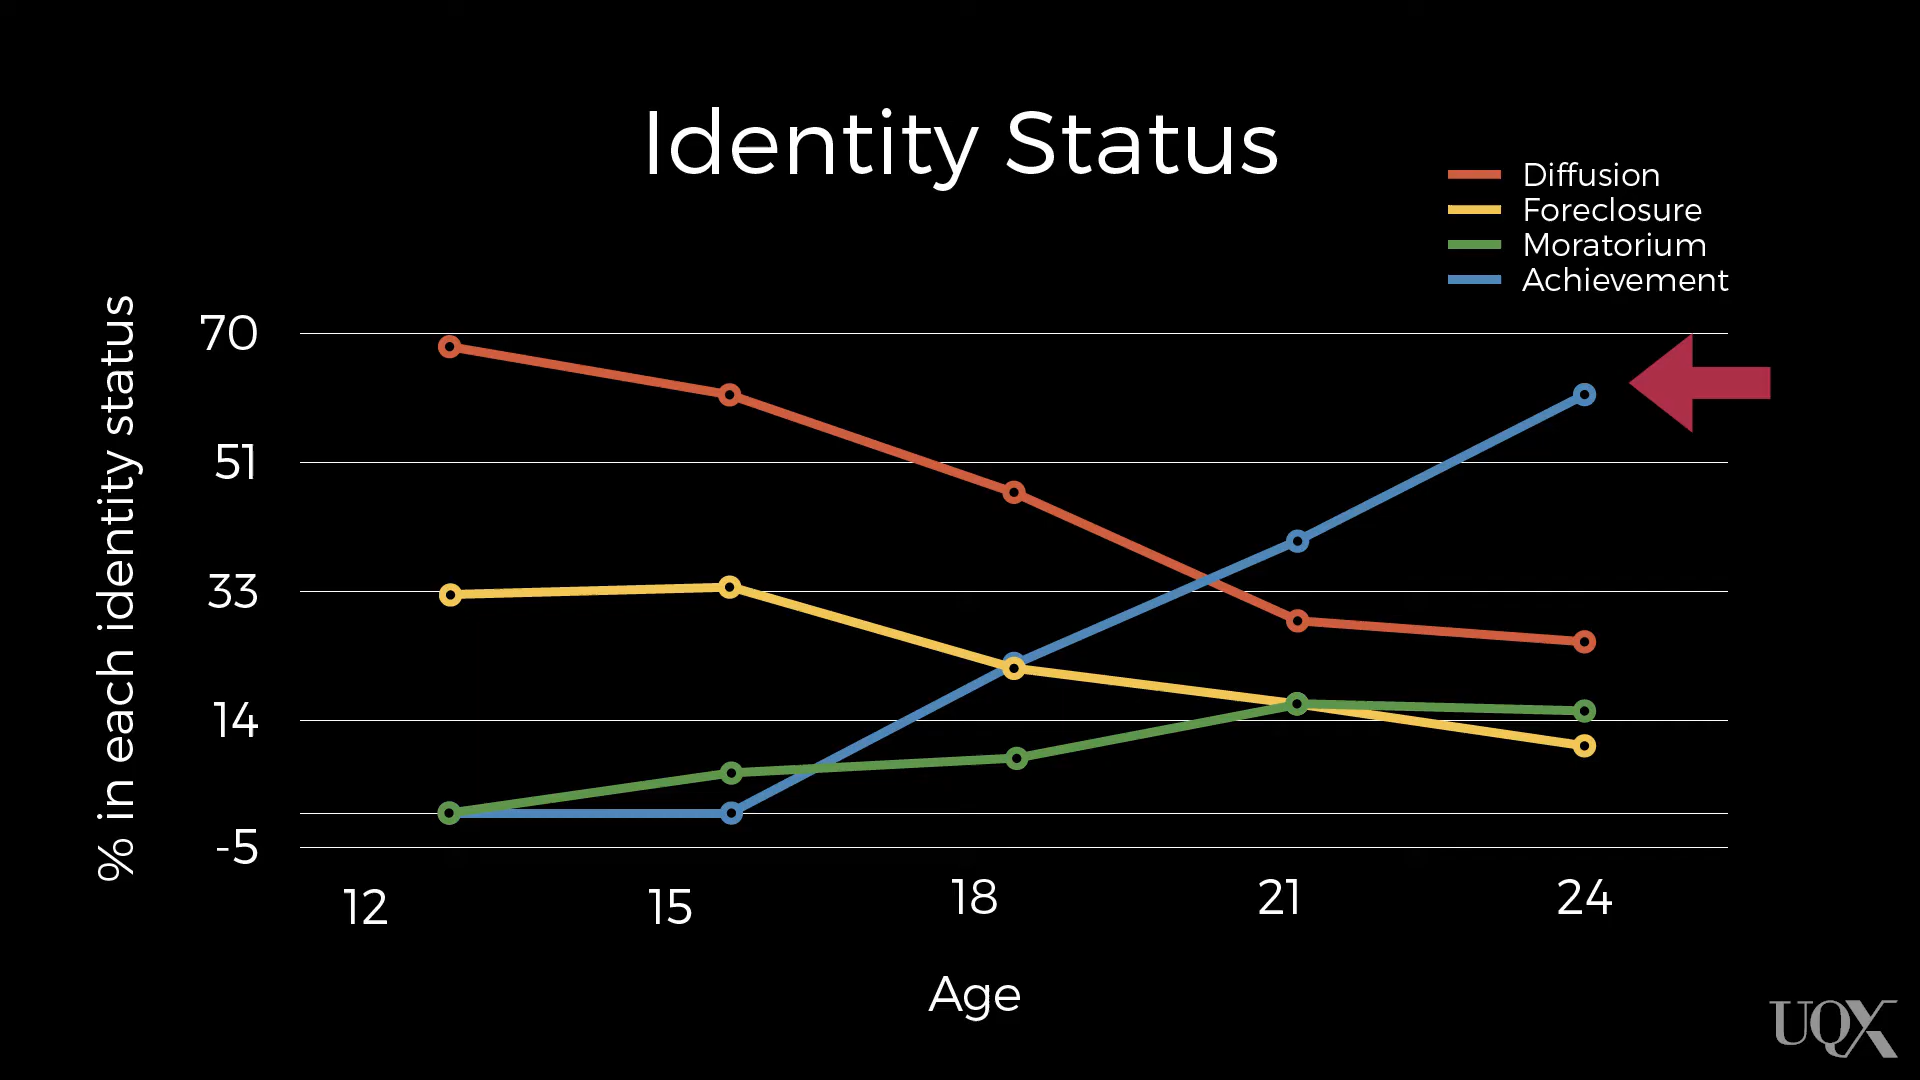 Identity Status
Diffusion
Foreclosure
Moratorium
Achievement
% in each identity status
70
51
33
14
-5
12
15
18
21
24
Age
UQX